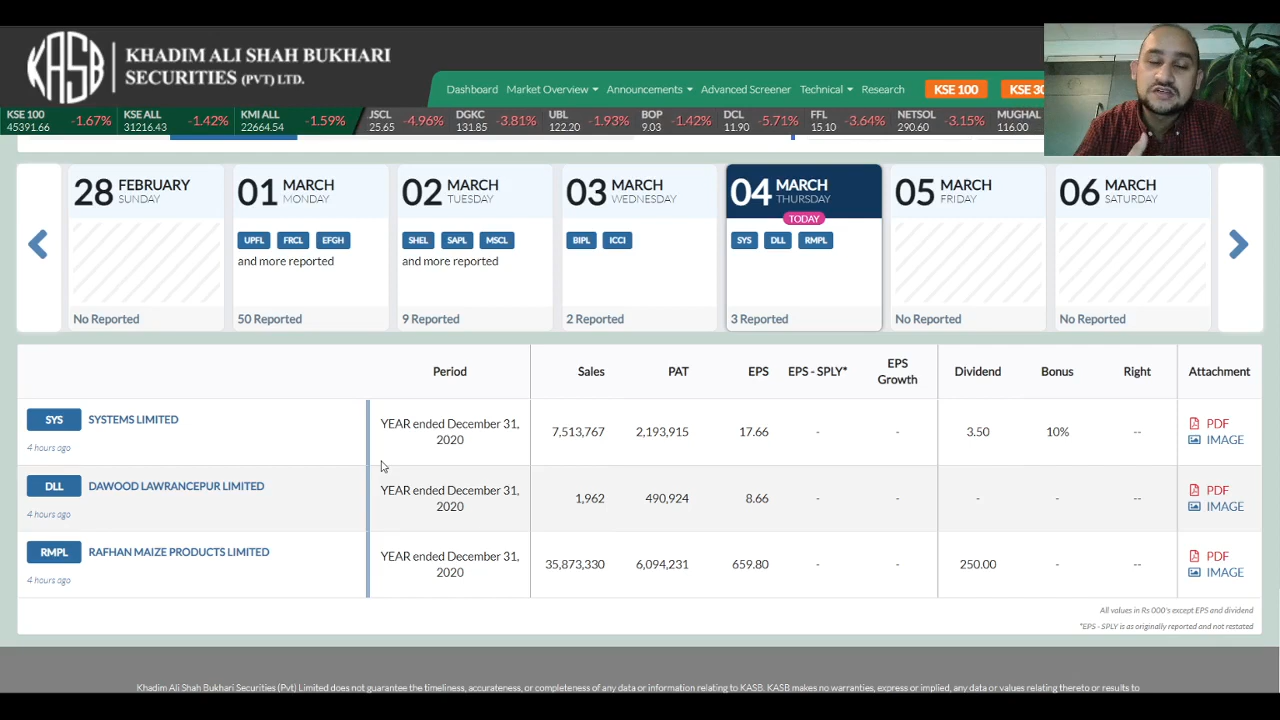 KASB
KHADIM ALI SHAH BUKHARI
SECURITIES (PVT) LTD.
Dashboard Market Overview Announcements Advanced Screener Technical Research KSE 100 KSE 30
KSE 100 45391.66 -1.67% KSE ALL 31216.43 -1.42% KMI ALL 22664.54 -1.59% JSCL 25.65 -4.96% DGKC 131.85 -3.81% UBL 122.20 -1.93% BOP 9.03 -1.42% DCL 11.90 -5.71% FFL 15.10 -3.64% NETSOL 290.60 -3.15% MUGHAL 116.00
28 FEBRUARY SUNDAY
No Reported
01 MARCH MONDAY
UPFL FRCL EFGH
and more reported
50 Reported
02 MARCH TUESDAY
SHEL SAPL MSCL
and more reported
9 Reported
03 MARCH WEDNESDAY
BIPL ICCI
2 Reported
04 MARCH THURSDAY
TODAY
SYS DLL RMPL
3 Reported
05 MARCH FRIDAY
No Reported
06 MARCH SATURDAY
No Reported
Period Sales PAT EPS EPS - SPLY* EPS Growth Dividend Bonus Right Attachment
SYS SYSTEMS LIMITED
4 hours ago
YEAR ended December 31, 2020 7,513,767 2,193,915 17.66 - - 3.50 10% -- PDF
IMAGE
DLL DAWOOD LAWRANCEPUR LIMITED
4 hours ago
YEAR ended December 31, 2020 1,962 490,924 8.66 - - - - -- PDF
IMAGE
RMPL RAFHAN MAIZE PRODUCTS LIMITED
4 hours ago
YEAR ended December 31, 2020 35,873,330 6,094,231 659.80 - - 250.00 - -- PDF
IMAGE
All values in Rs 000's except EPS and dividend
*EPS - SPLY is as originally reported and not restated
Khadim Ali Shah Bukhari Securities (Pvt) Limited does not guarantee the timeliness, accurateness, or completeness of any data or information relating to KASB. KASB makes no warranties, express or implied, any data or values relating thereto or results to